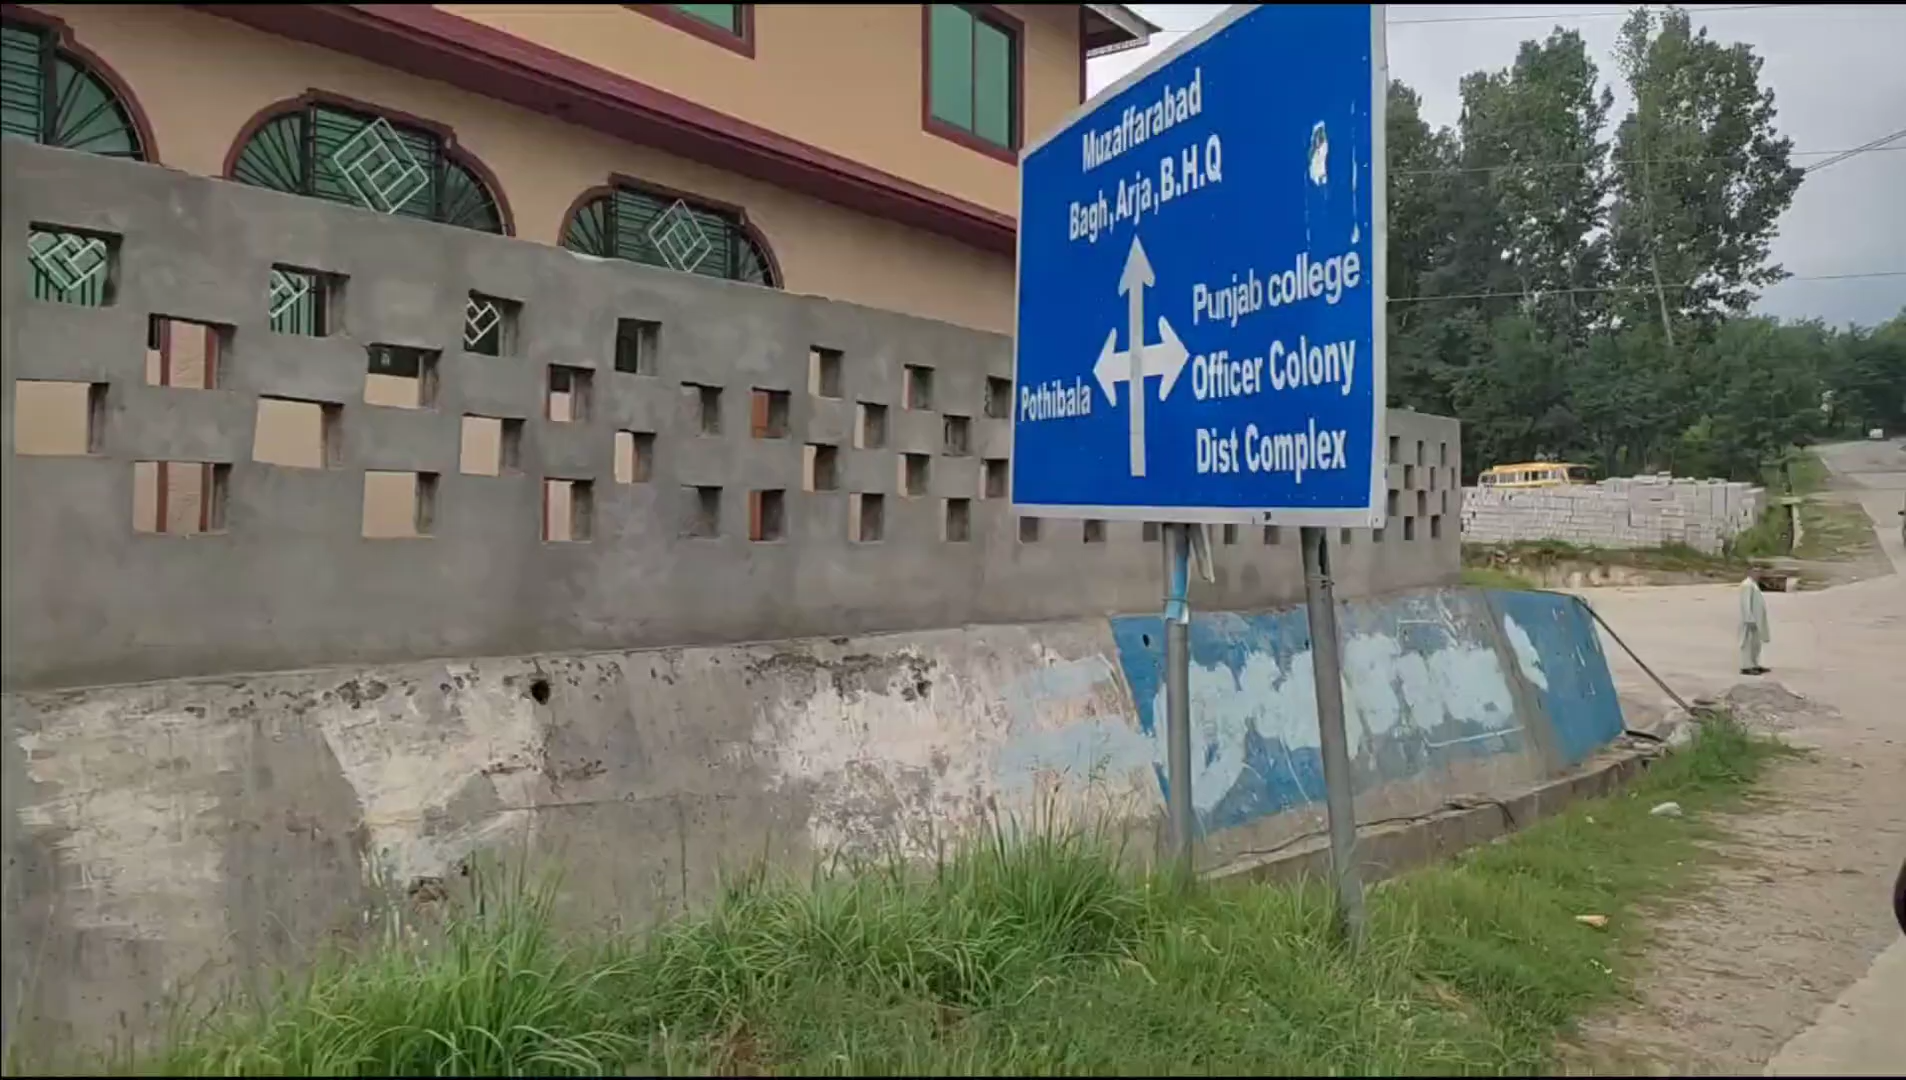 Muzaffarabad
Bagh, Arja, B.H.Q
Pothibala
Punjab college
Officer Colony
Dist Complex